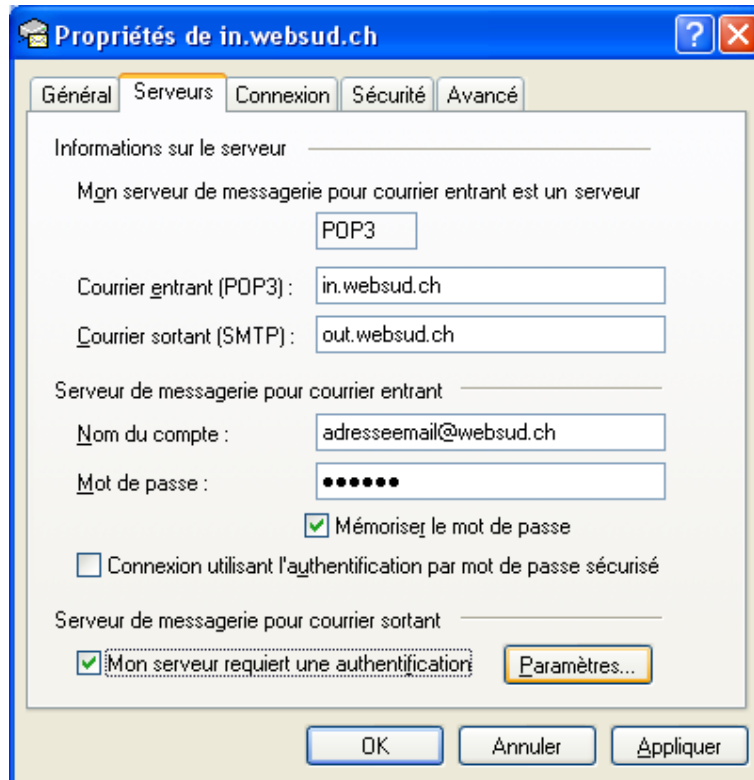 Propriétés de in.websud.ch
Général Serveurs Connexion Sécurité Avancé
Informations sur le serveur
Mon serveur de messagerie pour courrier entrant est un serveur
POP3
Courrier entrant (POP3) : in.websud.ch
Courrier sortant (SMTP) : out.websud.ch
Serveur de messagerie pour courrier entrant
Nom du compte : adresseemail@websud.ch
Mot de passe : ●●●●●●
Mémoriser le mot de passe
Connexion utilisant l'authentification par mot de passe sécurisé
Serveur de messagerie pour courrier sortant
Mon serveur requiert une authentification Paramètres...
OK Annuler Appliquer